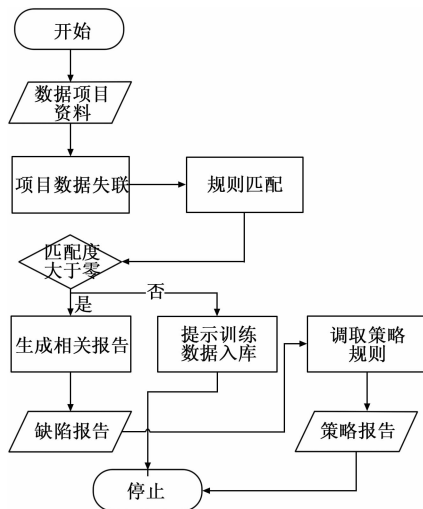 开始
数据项目
资料
项目数据失联
规则匹配
匹配度
大于零
否
是
生成相关报告
提示训练
数据入库
调取策略
规则
缺陷报告
策略报告
停止